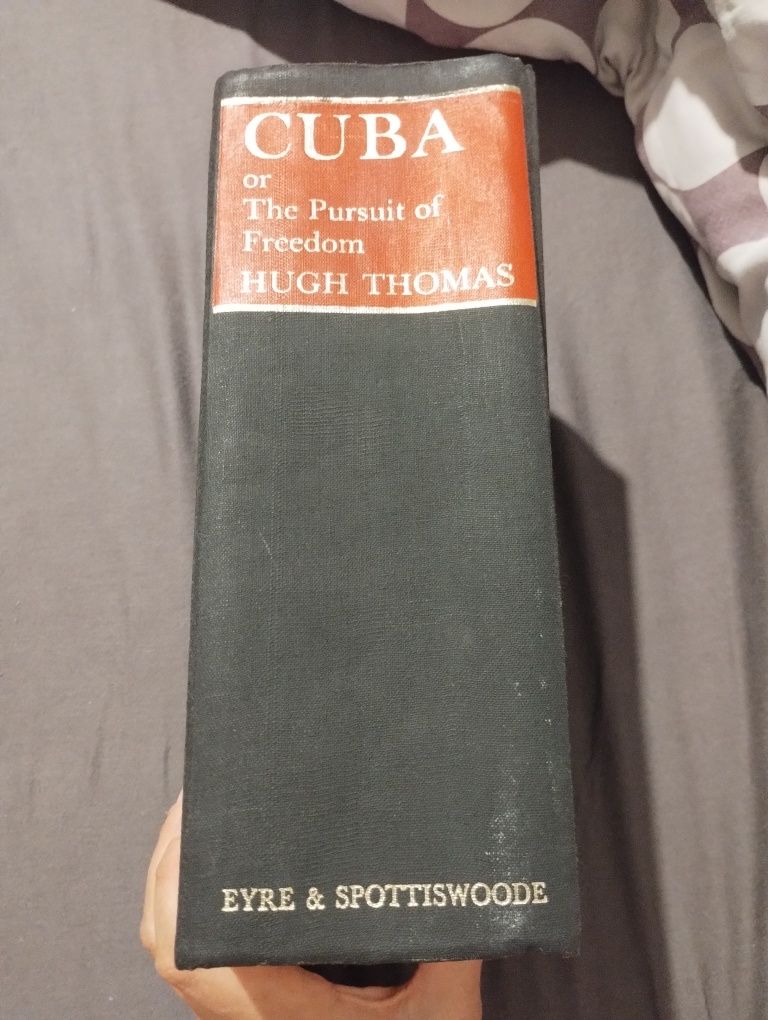 CUBA
or
The Pursuit of
Freedom
HUGH THOMAS
EYRE & SPOTTISWOODE